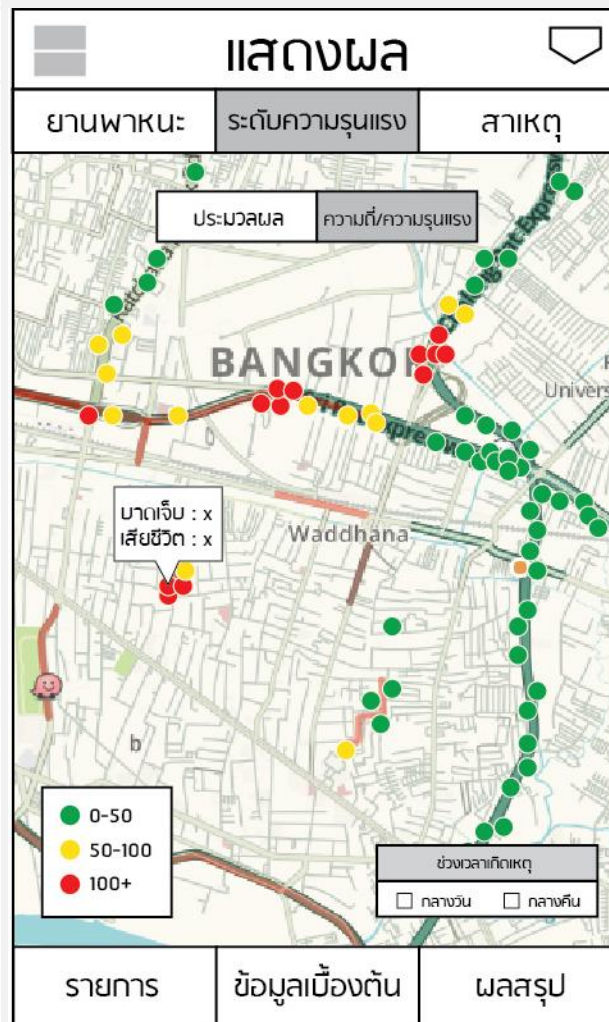 แสดงผล
ยานพาหนะ
ระดับความรุนแรง
สาเหตุ
ประมวลผล
ความถี่/ความรุนแรง
BANGKO
Univers
บาดเจ็บ : x
เสียชีวิต : x
Waddhana
b
0-50
50-100
100+
ช่วงเวลาเกิดเหตุ
กลางวัน
กลางคืน
รายการ
ข้อมูลเบื้องต้น
ผลสรุป